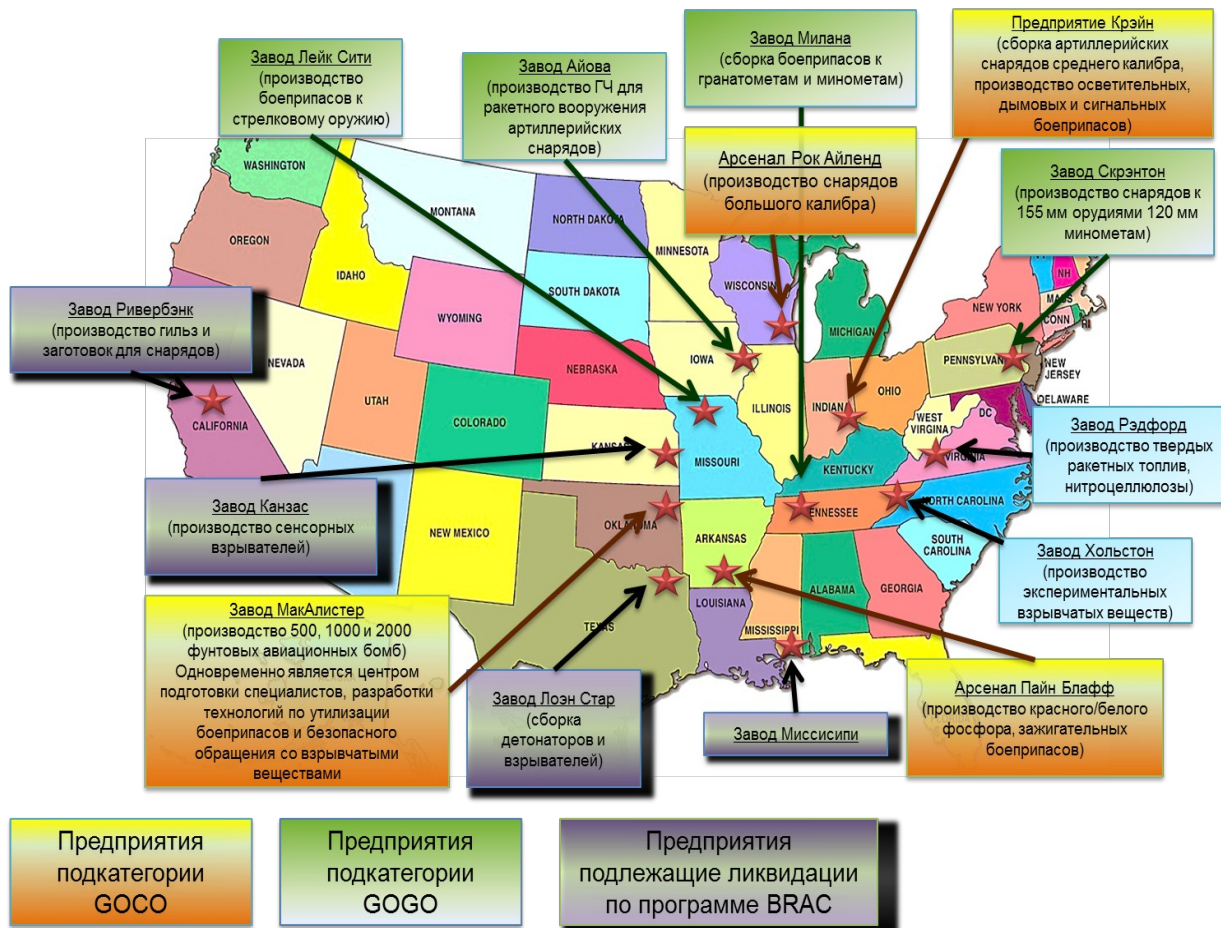 Завод Лейк Сити
(производство
боеприпасов к
стрелковому оружию)
Завод Айова
(производство ГЧ для
ракетного вооружения
артиллерийских
снарядов)
Завод Милана
(сборка боеприпасов к
гранатометам и минометам)
Предприятие Крэйн
(сборка артиллерийских
снарядов среднего калибра,
производство осветительных,
дымовых и сигнальных
боеприпасов)
Арсенал Рок Айленд
(производство снарядов
большого калибра)
Завод Скрэнтон
(производство снарядов к
155 мм орудиями 120 мм
минометам)
Завод Ривербэнк
(производство гильз и
заготовок для снарядов)
WASHINGTON
MONTANA
NORTH DAKOTA
MINNESOTA
OREGON
IDAHO
WYOMING
SOUTH DAKOTA
WISCONSIN
MICHIGAN
NEW YORK
NH
MASS
CONN
RI
NEVADA
UTAH
COLORADO
NEBRASKA
IOWA
ILLINOIS
INDIANA
OHIO
PENNSYLVAN
NEW
JERSEY
DELAWARE
DC
WEST
VIRGINA
VIRGINIA
CALIFORNIA
KANSAS
MISSOURI
KENTUCKY
NORTH CAROLINA
TENNESSEE
SOUTH
CAROLINA
NEW MEXICO
OKLAHOMA
ARKANSAS
TEXAS
LOUISIANA
MISSISSIPPI
ALABAMA
GEORGIA
Завод Рэдфорд
(производство твердых
ракетных топлив,
нитроцеллюлозы)
Завод Канзас
(производство сенсорных
взрывателей)
Завод Хольстон
(производство
экспериментальных
взрывчатых веществ)
Завод МакАлистер
(производство 500, 1000 и 2000
фунтовых авиационных бомб)
Одновременно является центром
подготовки специалистов, разработки
технологий по утилизации
боеприпасов и безопасного
обращения со взрывчатыми
веществами
Завод Лоэн Стар
(сборка
детонаторов и
взрывателей)
Завод Миссисипи
Арсенал Пайн Блафф
(производство красного/белого
фосфора, зажигательных
боеприпасов)
Предприятия
подкатегории
GOCO
Предприятия
подкатегории
GOGO
Предприятия
подлежащие ликвидации
по программе BRAC